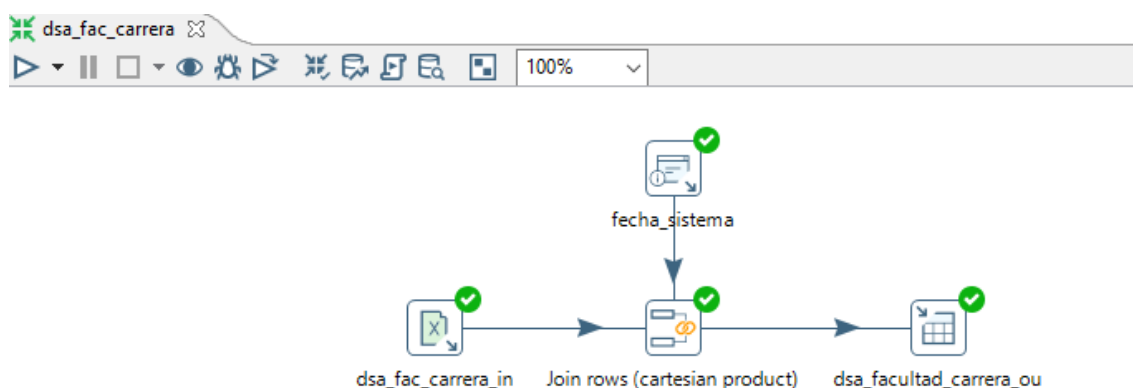 dsa_fac_carrera
100%
fecha_sistema
dsa_fac_carrera_in
Join rows (cartesian product)
dsa_facultad_carrera_ou